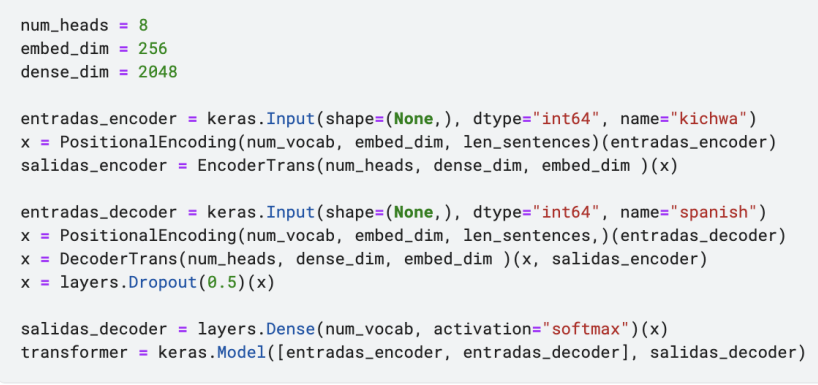 num_heads = 8
embed_dim = 256
dense_dim = 2048
entradas_encoder = keras.Input(shape=(None,), dtype="int64", name="kichwa")
x = PositionalEncoding(num_vocab, embed_dim, len_sentences)(entradas_encoder)
salidas_encoder = EncoderTrans(num_heads, dense_dim, embed_dim )(x)
entradas_decoder = keras.Input(shape=(None,), dtype="int64", name="spanish")
x = PositionalEncoding(num_vocab, embed_dim, len_sentences,)(entradas_decoder)
x = DecoderTrans(num_heads, dense_dim, embed_dim )(x, salidas_encoder)
x = layers.Dropout(0.5)(x)
salidas_decoder = layers.Dense(num_vocab, activation="softmax")(x)
transformer = keras.Model([entradas_encoder, entradas_decoder], salidas_decoder)